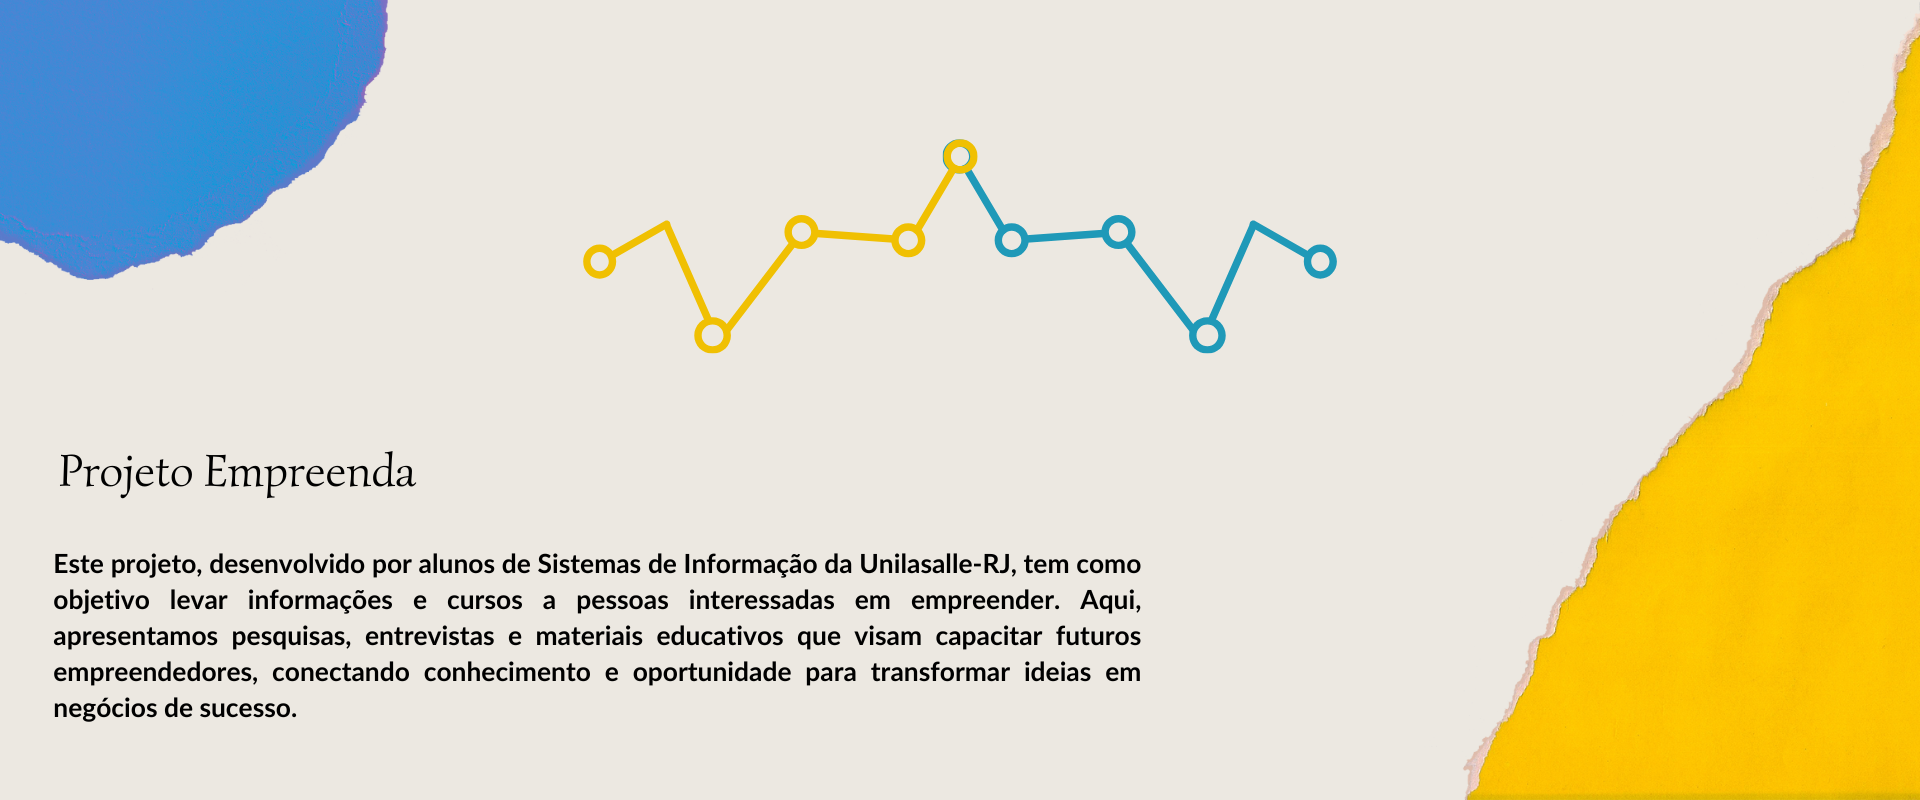 Projeto Empreenda
Este projeto, desenvolvido por alunos de Sistemas de Informação da Unilasalle-RJ, tem como
objetivo levar informações e cursos a pessoas interessadas em empreender. Aqui,
apresentamos pesquisas, entrevistas e materiais educativos que visam capacitar futuros
empreendedores, conectando conhecimento e oportunidade para transformar ideias em
negócios de sucesso.